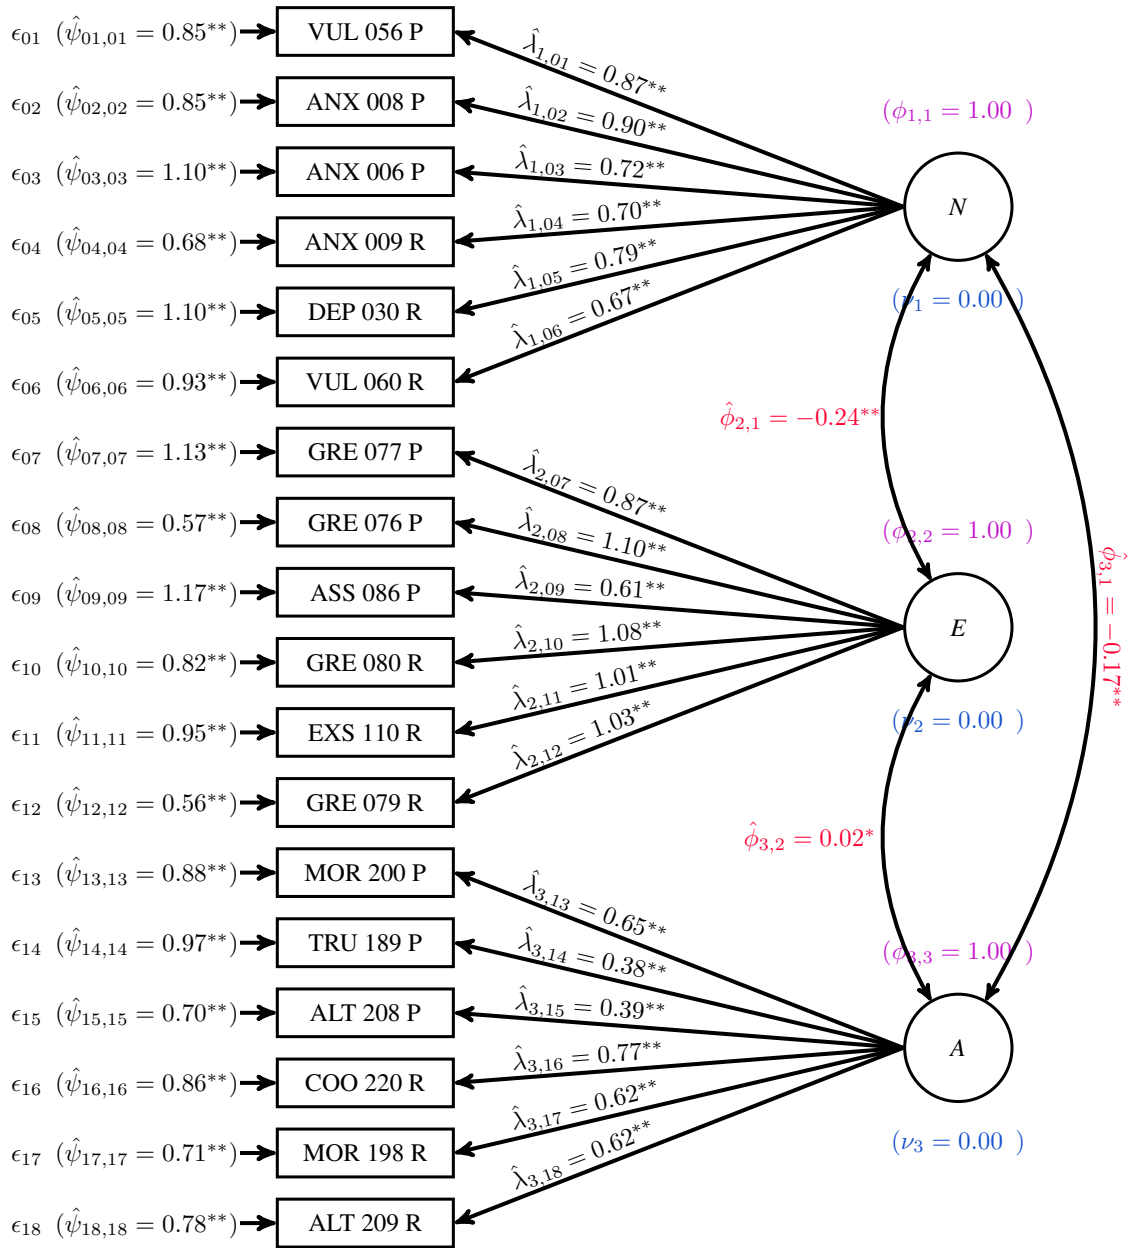 ϵ₀₁ (ψ̂₀₁,₀₁ = 0.85**) VUL 056 P
λ̂₁,₀₁ = 0.87**
ϵ₀₂ (ψ̂₀₂,₀₂ = 0.85**) ANX 008 P
λ̂₁,₀₂ = 0.90**
(ϕ₁,₁ = 1.00 )
ϵ₀₃ (ψ̂₀₃,₀₃ = 1.10**) ANX 006 P
λ̂₁,₀₃ = 0.72**
N
ϵ₀₄ (ψ̂₀₄,₀₄ = 0.68**) ANX 009 R
λ̂₁,₀₄ = 0.70**
ϵ₀₅ (ψ̂₀₅,₀₅ = 1.10**) DEP 030 R
λ̂₁,₀₅ = 0.79**
(ν₁ = 0.00 )
λ̂₁,₀₆ = 0.67**
ϵ₀₆ (ψ̂₀₆,₀₆ = 0.93**) VUL 060 R
ϕ̂₂,₁ = −0.24**
ϵ₀₇ (ψ̂₀₇,₀₇ = 1.13**) GRE 077 P
λ̂₂,₀₇ = 0.87**
ϵ₀₈ (ψ̂₀₈,₀₈ = 0.57**) GRE 076 P
λ̂₂,₀₈ = 1.10**
(ϕ₂,₂ = 1.00 )
ϵ₀₉ (ψ̂₀₉,₀₉ = 1.17**) ASS 086 P
λ̂₂,₀₉ = 0.61**
ϕ̂₃,₁ = −0.17**
E
ϵ₁₀ (ψ̂₁₀,₁₀ = 0.82**) GRE 080 R
λ̂₂,₁₀ = 1.08**
ϵ₁₁ (ψ̂₁₁,₁₁ = 0.95**) EXS 110 R
λ̂₂,₁₁ = 1.01**
(ν₂ = 0.00 )
λ̂₂,₁₂ = 1.03**
ϵ₁₂ (ψ̂₁₂,₁₂ = 0.56**) GRE 079 R
ϕ̂₃,₂ = 0.02*
ϵ₁₃ (ψ̂₁₃,₁₃ = 0.88**) MOR 200 P
λ̂₃,₁₃ = 0.65**
ϵ₁₄ (ψ̂₁₄,₁₄ = 0.97**) TRU 189 P
λ̂₃,₁₄ = 0.38**
(ϕ₃,₃ = 1.00 )
ϵ₁₅ (ψ̂₁₅,₁₅ = 0.70**) ALT 208 P
λ̂₃,₁₅ = 0.39**
A
ϵ₁₆ (ψ̂₁₆,₁₆ = 0.86**) COO 220 R
λ̂₃,₁₆ = 0.77**
ϵ₁₇ (ψ̂₁₇,₁₇ = 0.71**) MOR 198 R
λ̂₃,₁₇ = 0.62**
(ν₃ = 0.00 )
λ̂₃,₁₈ = 0.62**
ϵ₁₈ (ψ̂₁₈,₁₈ = 0.78**) ALT 209 R